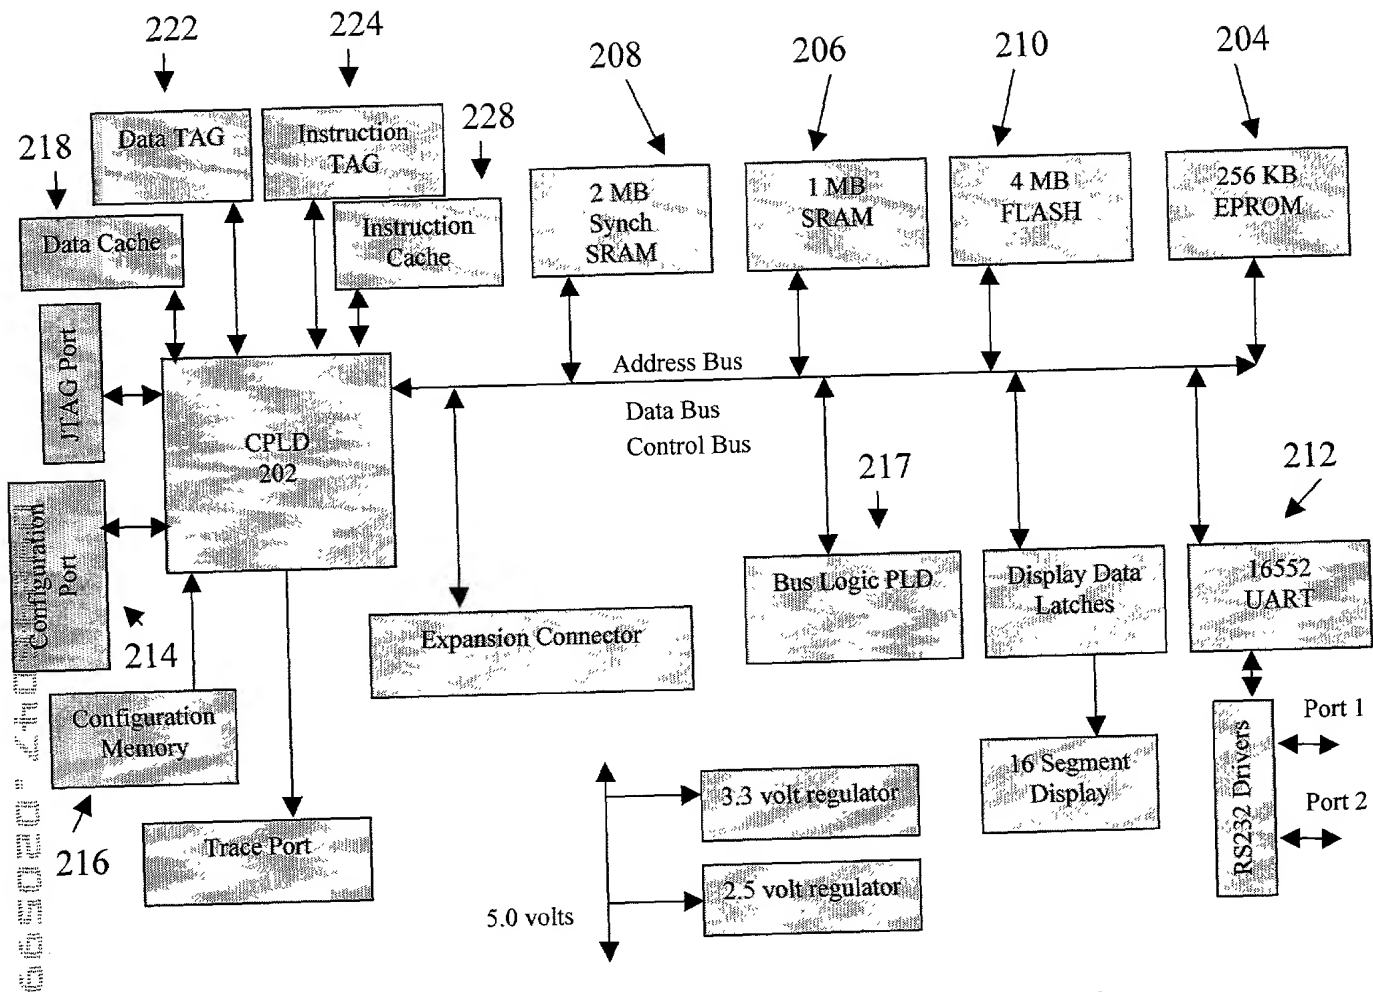 222
224
208
206
210
204
218
Data TAG
Instruction
TAG
228
2 MB
Synch
SRAM
1 MB
SRAM
4 MB
FLASH
256 KB
EPROM
Data Cache
Instruction
Cache
JTAG Port
Address Bus
Data Bus
Control Bus
CPLD
202
217
212
Configuration
Port
Bus Logic PLD
Display Data
Latches
16552
UART
Expansion Connector
214
Configuration
Memory
216
Trace Port
5.0 volts
3.3 volt regulator
2.5 volt regulator
16 Segment
Display
RS232 Drivers
Port 1
Port 2